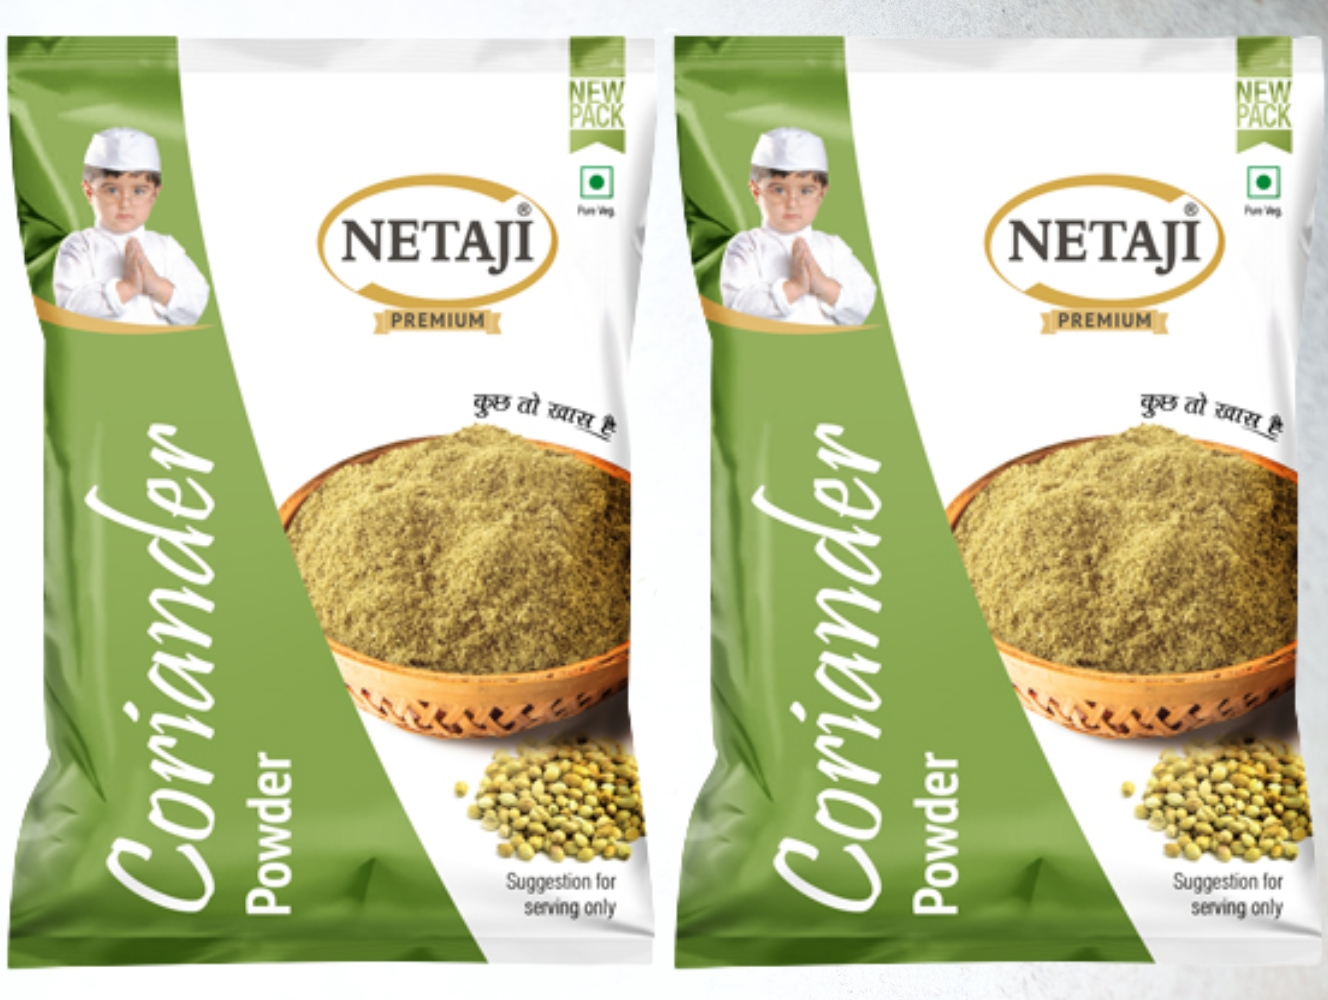 NEW
PACK
Pure Veg.
NETAJI®
PREMIUM
कुछ तो खास है
Coriander
Powder
Suggestion for
serving only
NEW
PACK
Pure Veg.
NETAJI®
PREMIUM
कुछ तो खास है
Coriander
Powder
Suggestion for
serving only